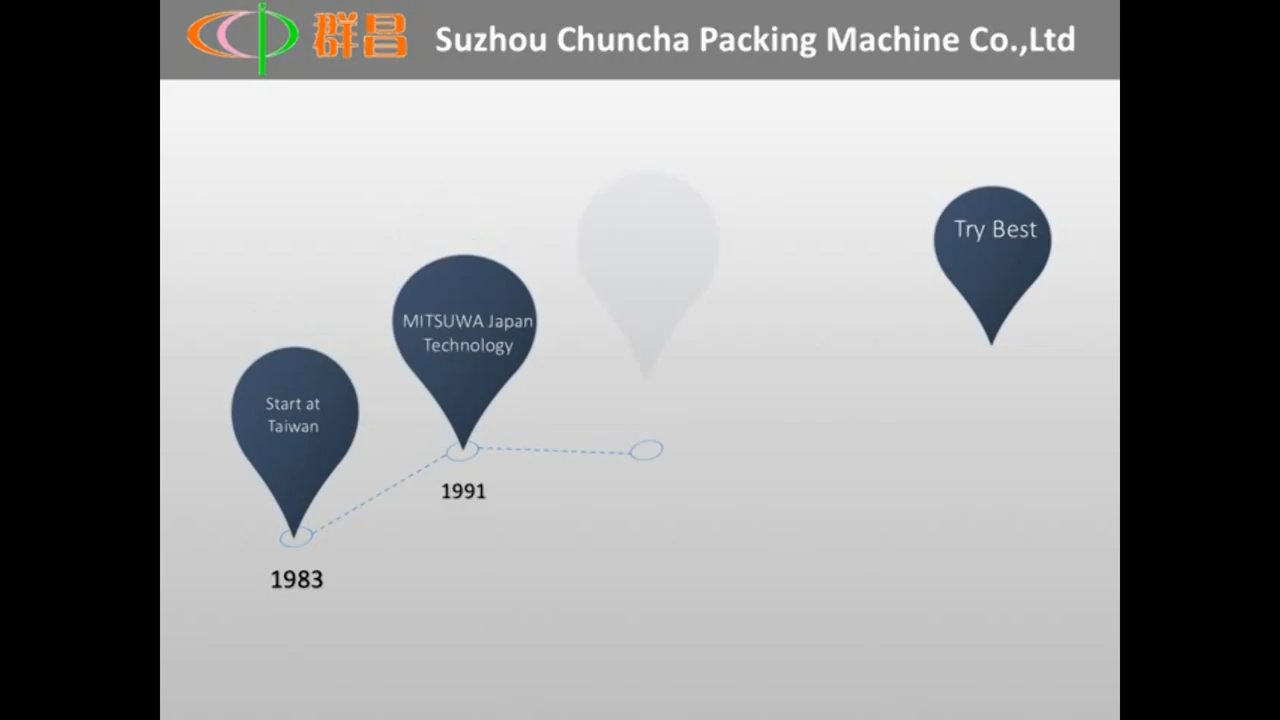 群昌 Suzhou Chuncha Packing Machine Co.,Ltd
Try Best
MITSUWA Japan
Technology
Start at
Taiwan
1991
1983